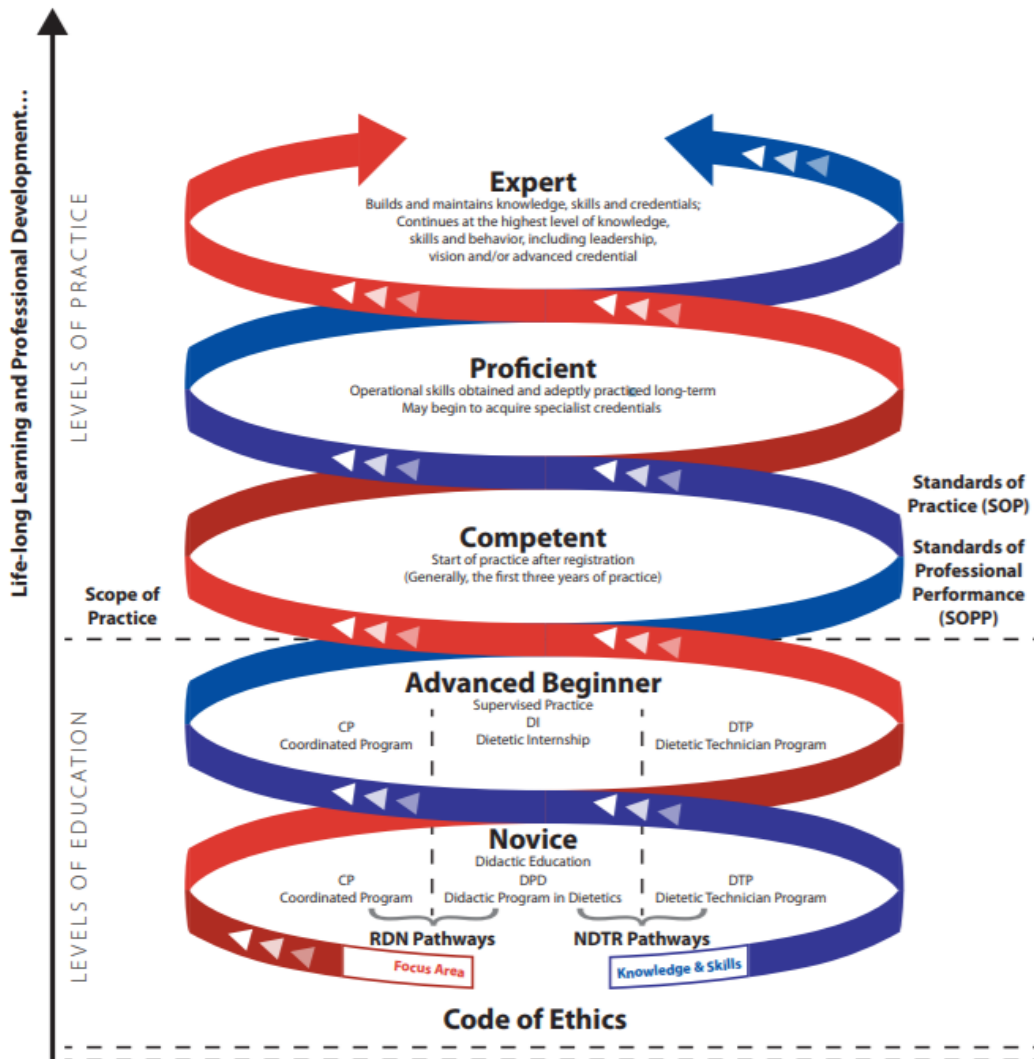 Life-long Learning and Professional Development...
LEVELS OF PRACTICE
Expert
Builds and maintains knowledge, skills and credentials;
Continues at the highest level of knowledge,
skills and behavior, including leadership,
vision and/or advanced credential
Proficient
Operational skills obtained and adeptly practiced long-term
May begin to acquire specialist credentials
Standards of
Practice (SOP)
Competent
Start of practice after registration
(Generally, the first three years of practice)
Standards of
Professional
Performance
(SOPP)
Scope of
Practice
LEVELS OF EDUCATION
Advanced Beginner
Supervised Practice
DI
Dietetic Internship
CP
Coordinated Program
DTP
Dietetic Technician Program
Novice
Didactic Education
CP
Coordinated Program
DPD
Didactic Program in Dietetics
DTP
Dietetic Technician Program
RDN Pathways
NDTR Pathways
Focus Area
Knowledge & Skills
Code of Ethics